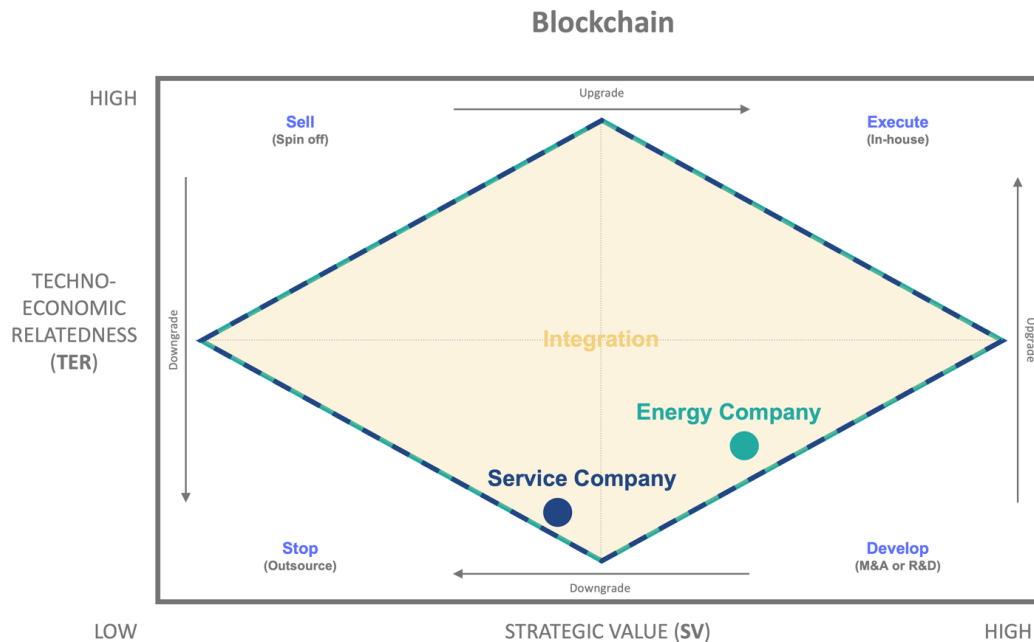 Blockchain
HIGH
Upgrade
Sell
(Spin off)
Execute
(In-house)
TECHNO-
ECONOMIC
RELATEDNESS
(TER)
Downgrade
Upgrade
Integration
Energy Company
Service Company
Stop
(Outsource)
Develop
(M&A or R&D)
Downgrade
LOW
STRATEGIC VALUE (SV)
HIGH